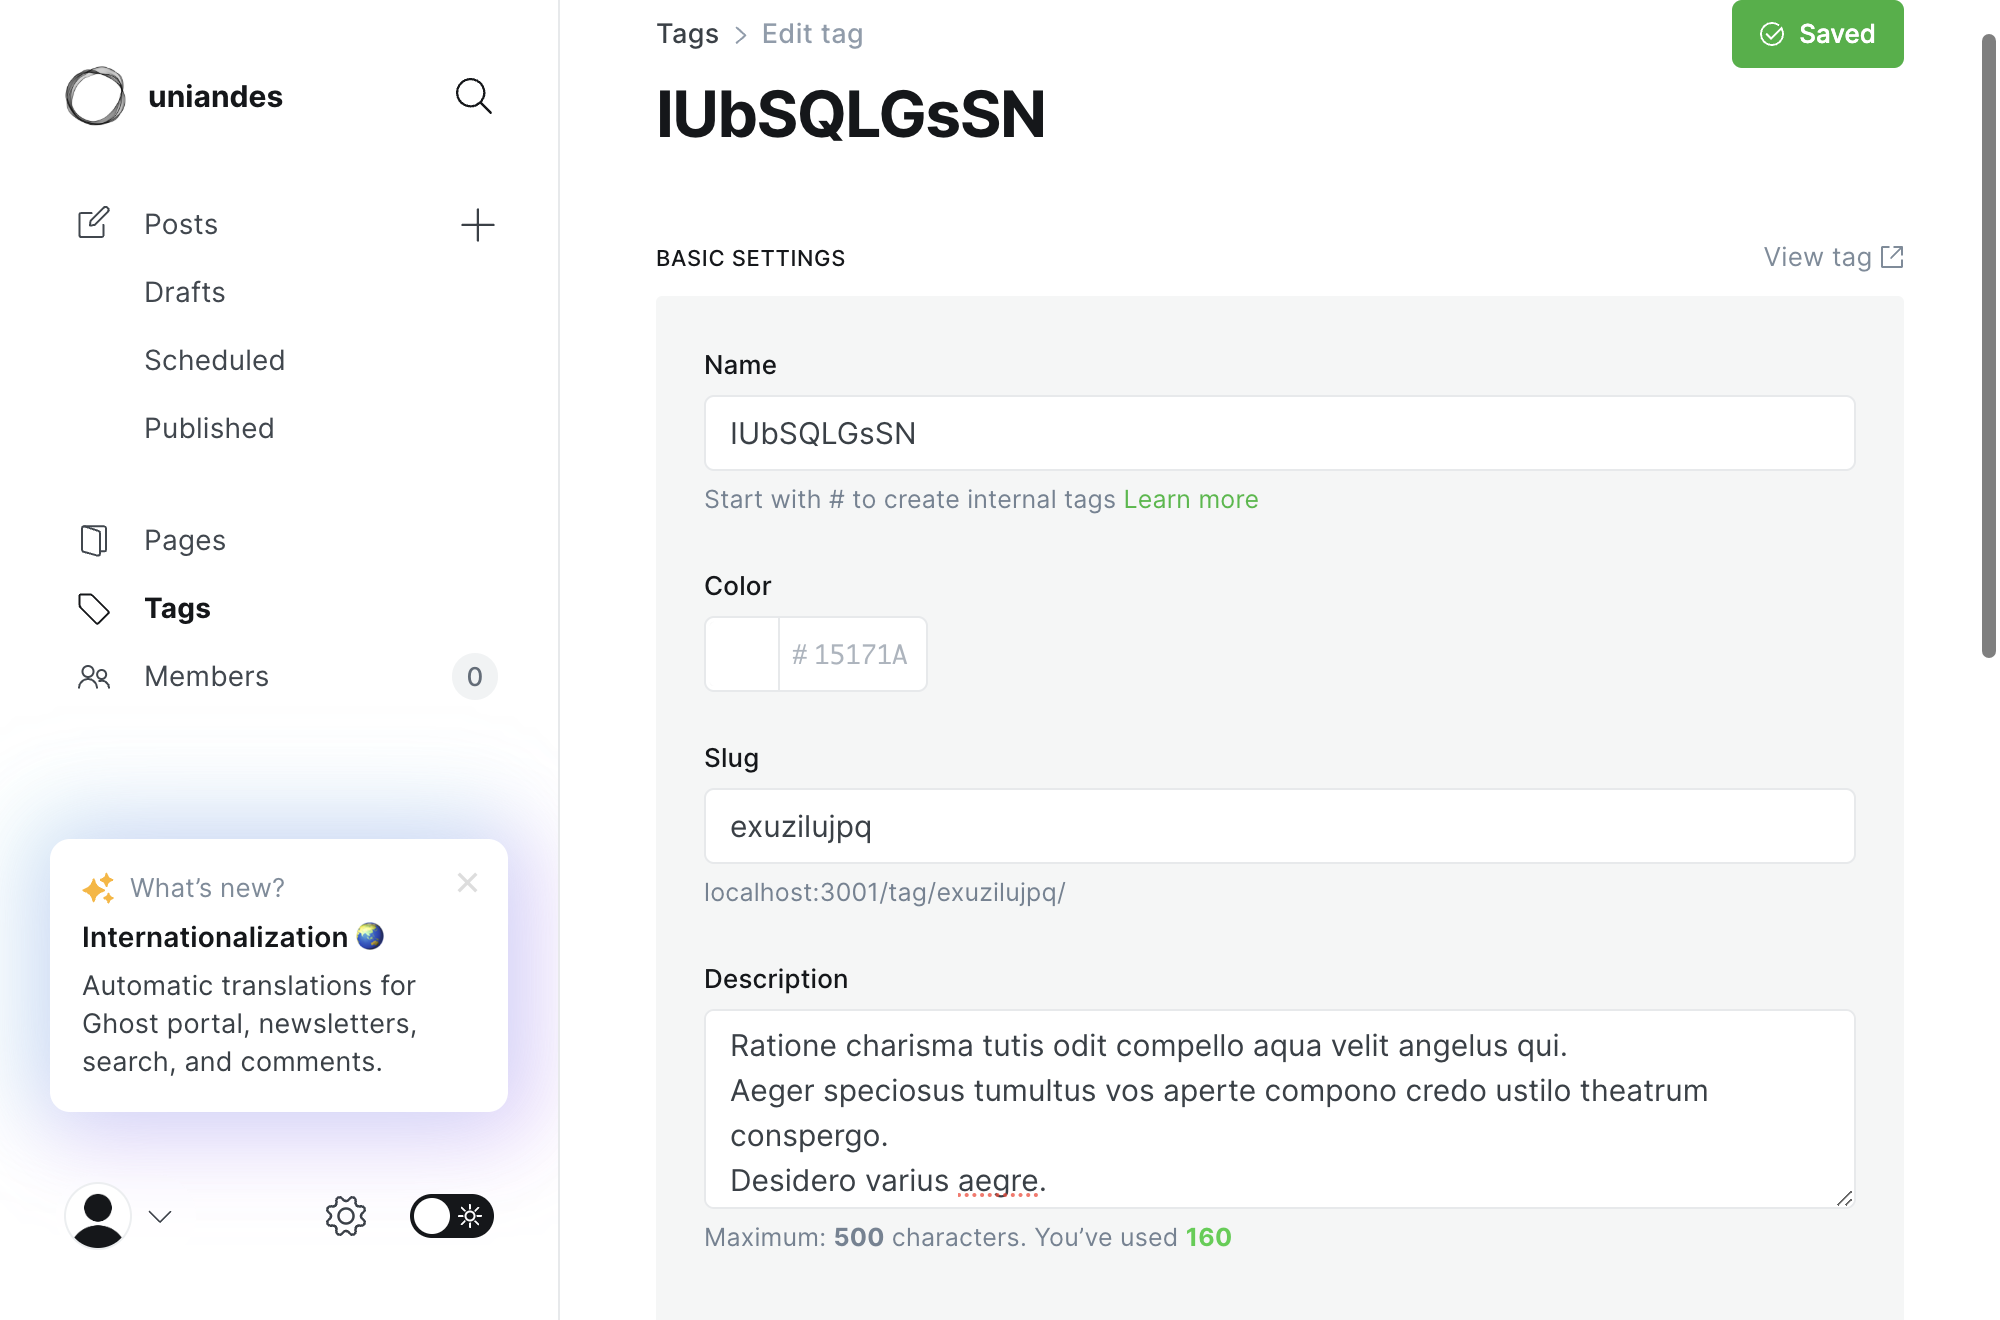 uniandes
Posts
Drafts
Scheduled
Published
Pages
Tags
Members
0
What's new?
Internationalization 🌏
Automatic translations for
Ghost portal, newsletters,
search, and comments.
Tags > Edit tag
Saved
IUbSQLGsSN
BASIC SETTINGS
View tag
Name
IUbSQLGsSN
Start with # to create internal tags Learn more
Color
# 15171A
Slug
exuzilujpq
localhost:3001/tag/exuzilujpq/
Description
Ratione charisma tutis odit compello aqua velit angelus qui.
Aeger speciosus tumultus vos aperte compono credo ustilo theatrum
conspergo.
Desidero varius aegre.
Maximum: 500 characters. You've used 160